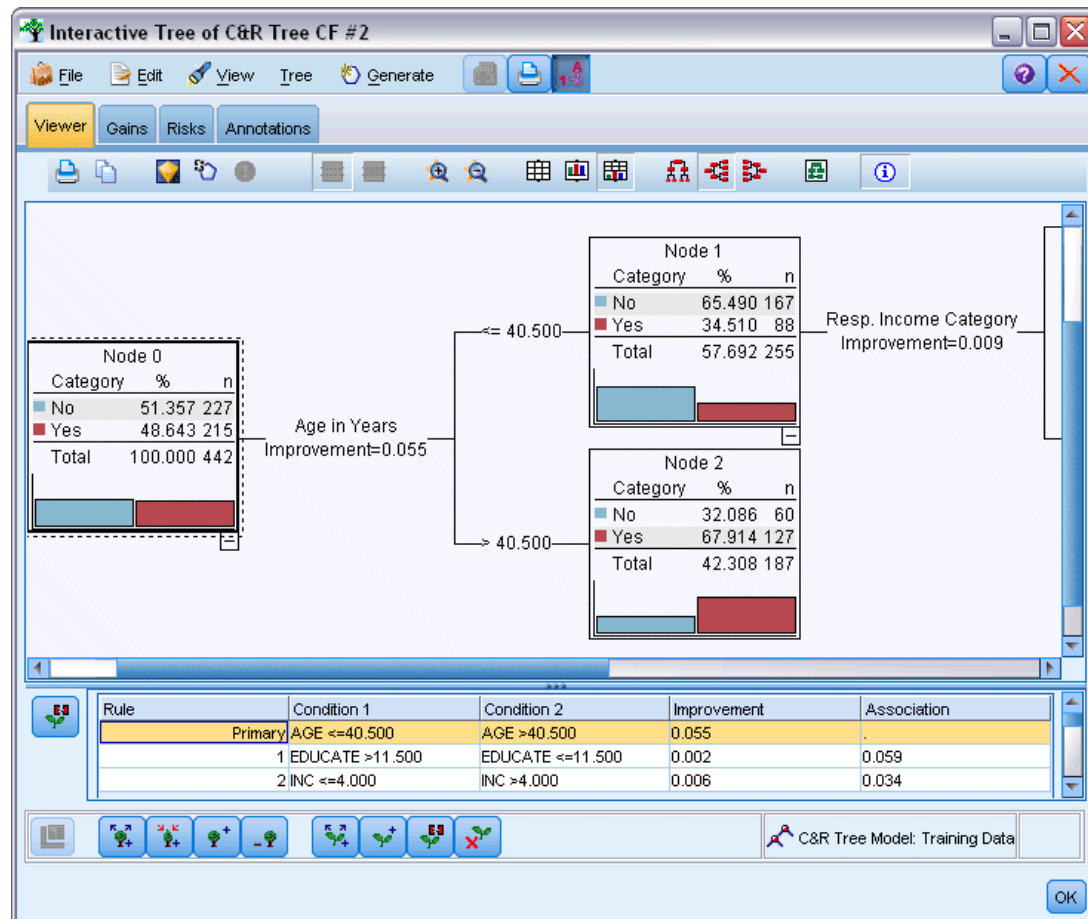 Interactive Tree of C&R Tree CF #2
File Edit View Tree Generate
Viewer Gains Risks Annotations
Node 0
Category % n
No 51.357 227
Yes 48.643 215
Total 100.000 442
Age in Years
Improvement=0.055
<= 40.500
> 40.500
Node 1
Category % n
No 65.490 167
Yes 34.510 88
Total 57.692 255
Resp. Income Category
Improvement=0.009
Node 2
Category % n
No 32.086 60
Yes 67.914 127
Total 42.308 187
Rule Condition 1 Condition 2 Improvement Association
Primary AGE <=40.500 AGE >40.500 0.055 .
1 EDUCATE >11.500 EDUCATE <=11.500 0.002 0.059
2 INC <=4.000 INC >4.000 0.006 0.034
C&R Tree Model: Training Data
OK